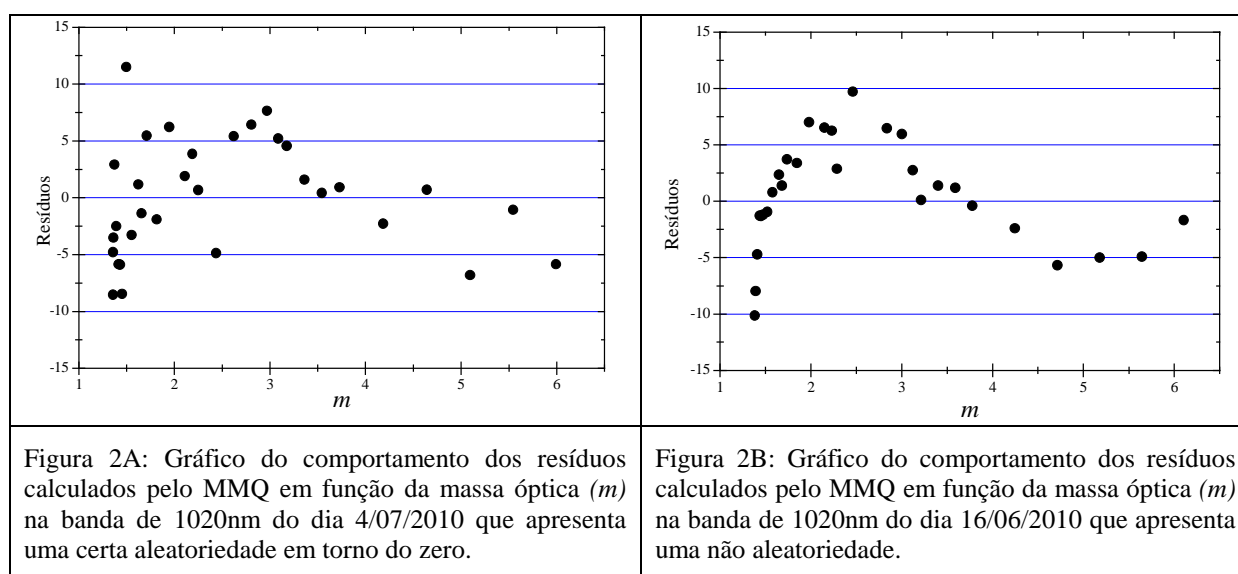 15
10
5
0
-5
-10
-15
Resíduos
1 2 3 4 5 6
m
15
10
5
0
-5
-10
-15
Resíduos
1 2 3 4 5 6
m
Figura 2A: Gráfico do comportamento dos resíduos
calculados pelo MMQ em função da massa óptica (m)
na banda de 1020nm do dia 4/07/2010 que apresenta
uma certa aleatoriedade em torno do zero.
Figura 2B: Gráfico do comportamento dos resíduos
calculados pelo MMQ em função da massa óptica (m)
na banda de 1020nm do dia 16/06/2010 que apresenta
uma não aleatoriedade.